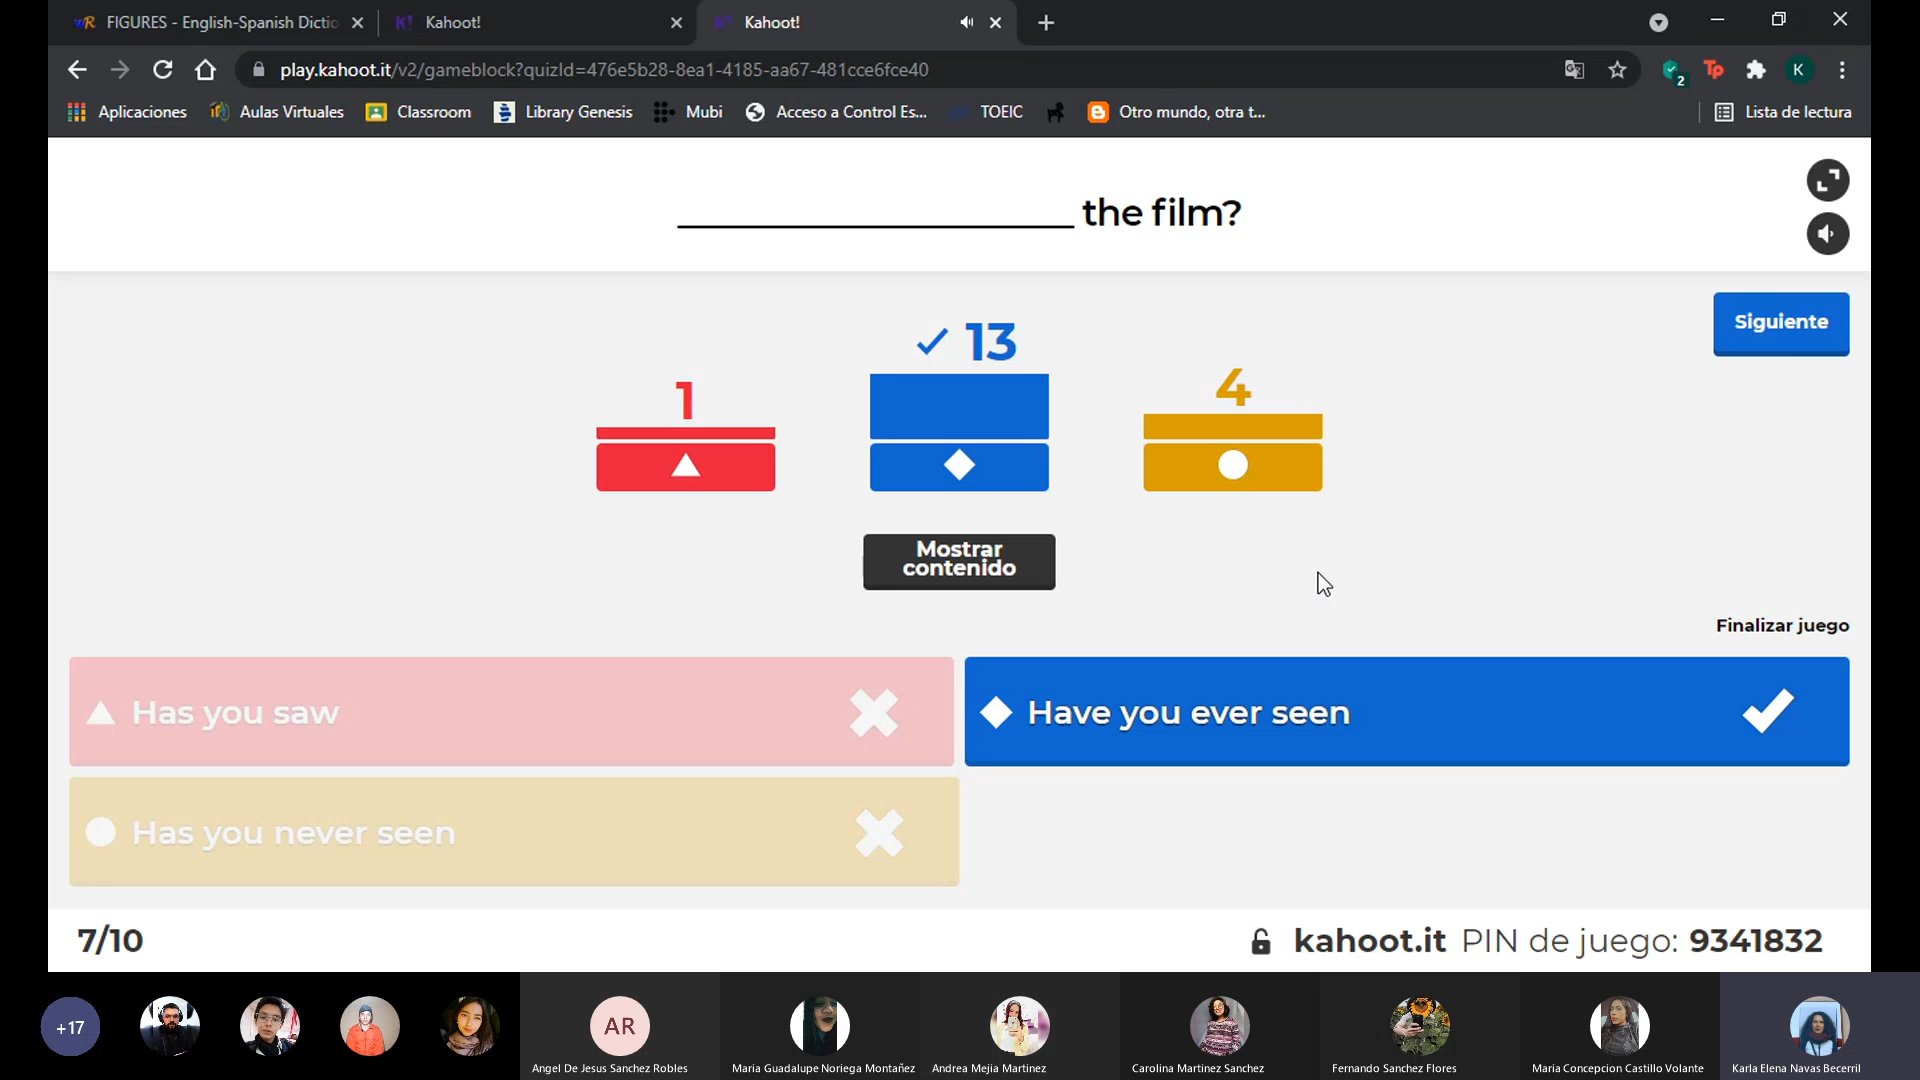 FIGURES - English-Spanish Dictio
Kahoot!
Kahoot!
play.kahoot.it/v2/gameblock?quizId=476e5b28-8ea1-4185-aa67-481cce6fce40
2
Tp
K
Aplicaciones
Aulas Virtuales
Classroom
Library Genesis
Mubi
Acceso a Control Es...
TOEIC
Otro mundo, otra t...
Lista de lectura
__________________ the film?
Siguiente
1
13
4
Mostrar
contenido
Finalizar juego
Has you saw
Have you ever seen
Has you never seen
7/10
kahoot.it PIN de juego: 9341832
+17
AR
Angel De Jesus Sanchez Robles
Maria Guadalupe Noriega Montañez
Andrea Mejia Martinez
Carolina Martinez Sanchez
Fernando Sanchez Flores
Maria Concepcion Castillo Volante
Karla Elena Navas Becerril